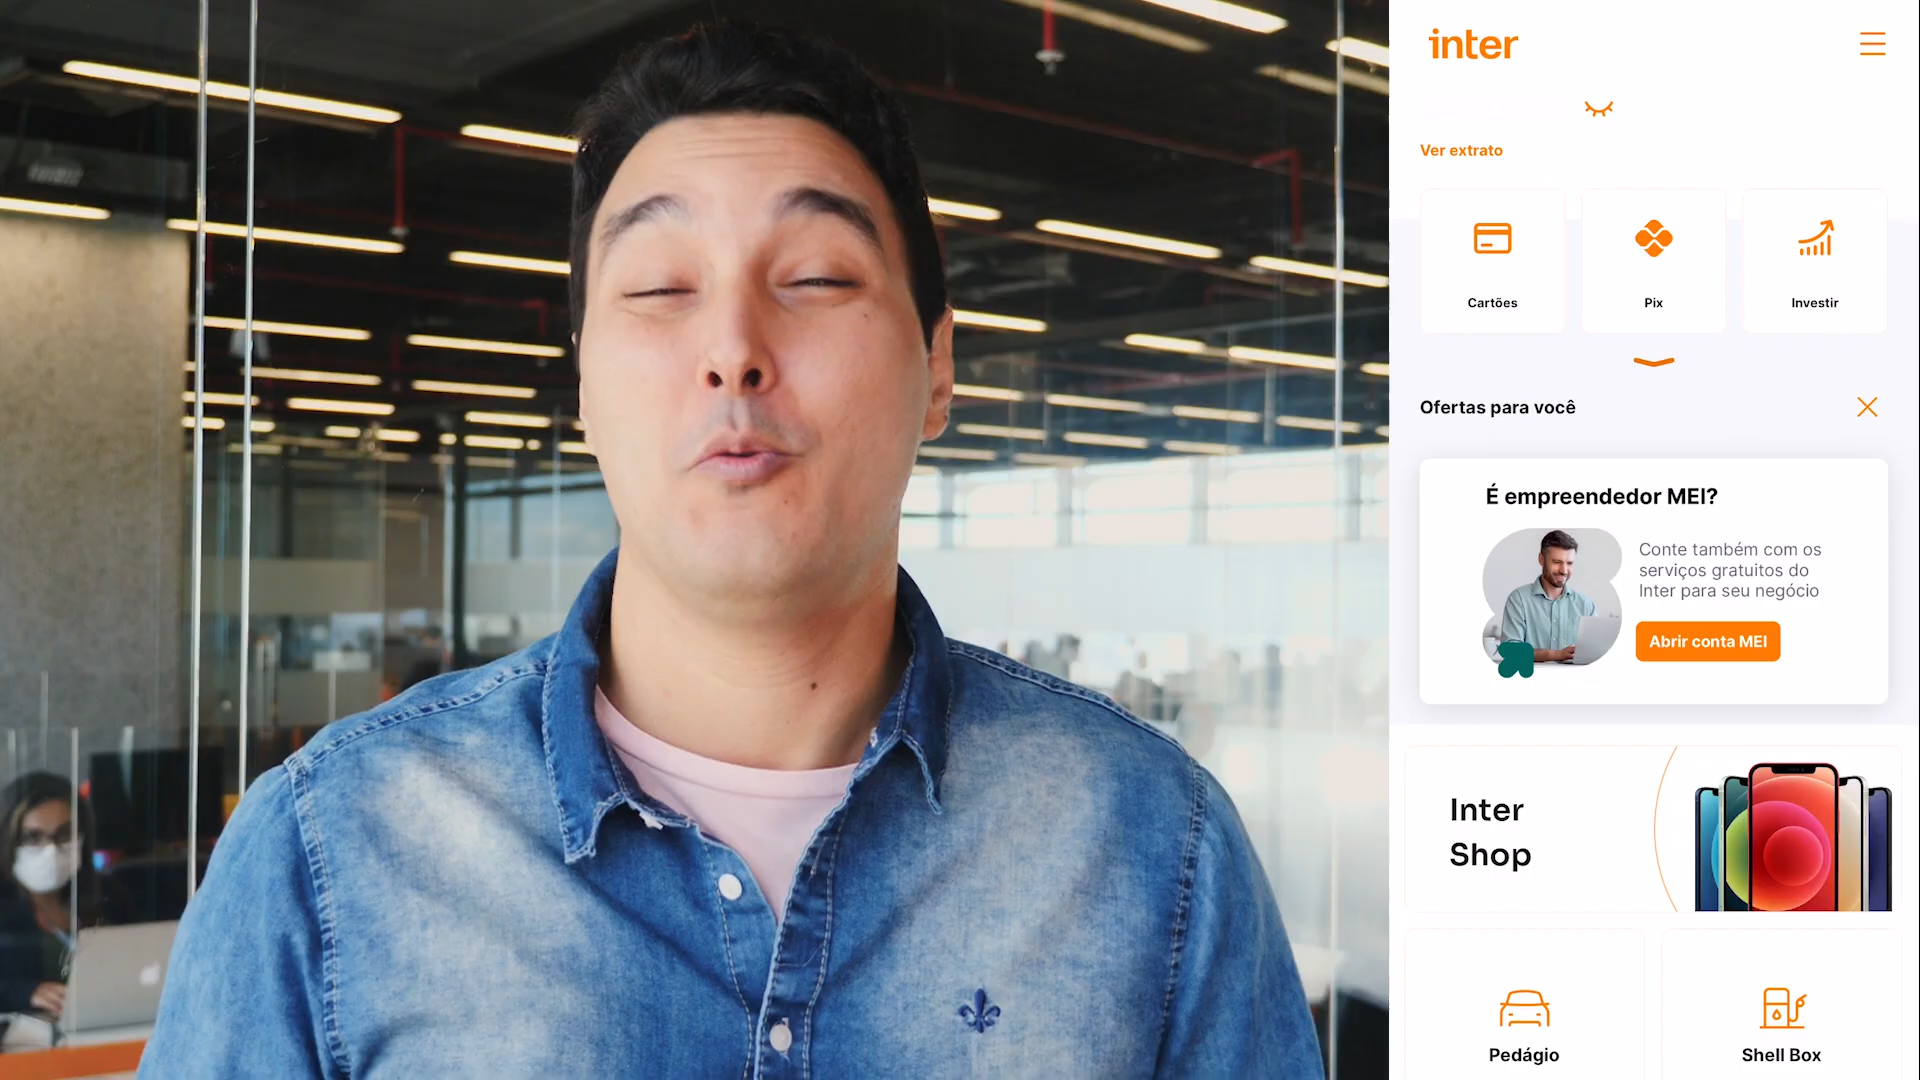 inter
Ver extrato
Cartões
Pix
Investir
Ofertas para você
É empreendedor MEI?
Conte também com os
serviços gratuitos do
Inter para seu negócio
Abrir conta MEI
Inter
Shop
Pedágio
Shell Box